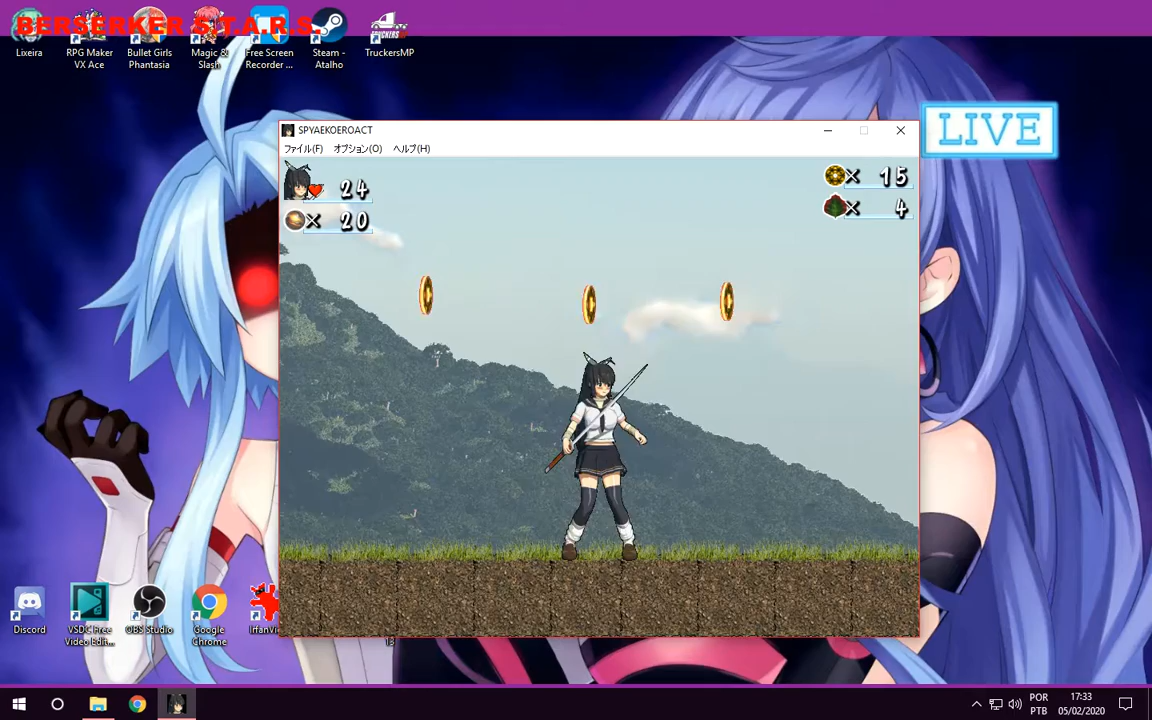 BERSERKER S.T.A.R.S.
Lixeira
RPG Maker
VX Ace
Bullet Girls
Phantasia
Magic &
Slash
Free Screen
Recorder ...
Steam -
Atalho
TruckersMP
LIVE
SPYAEKOEROACT
ファイル(F) オプション(O) ヘルプ(H)
24
× 20
× 15
× 4
Discord
VSDC Free
Video Edit...
OBS Studio
Google
Chrome
13
POR
PTB
17:33
05/02/2020